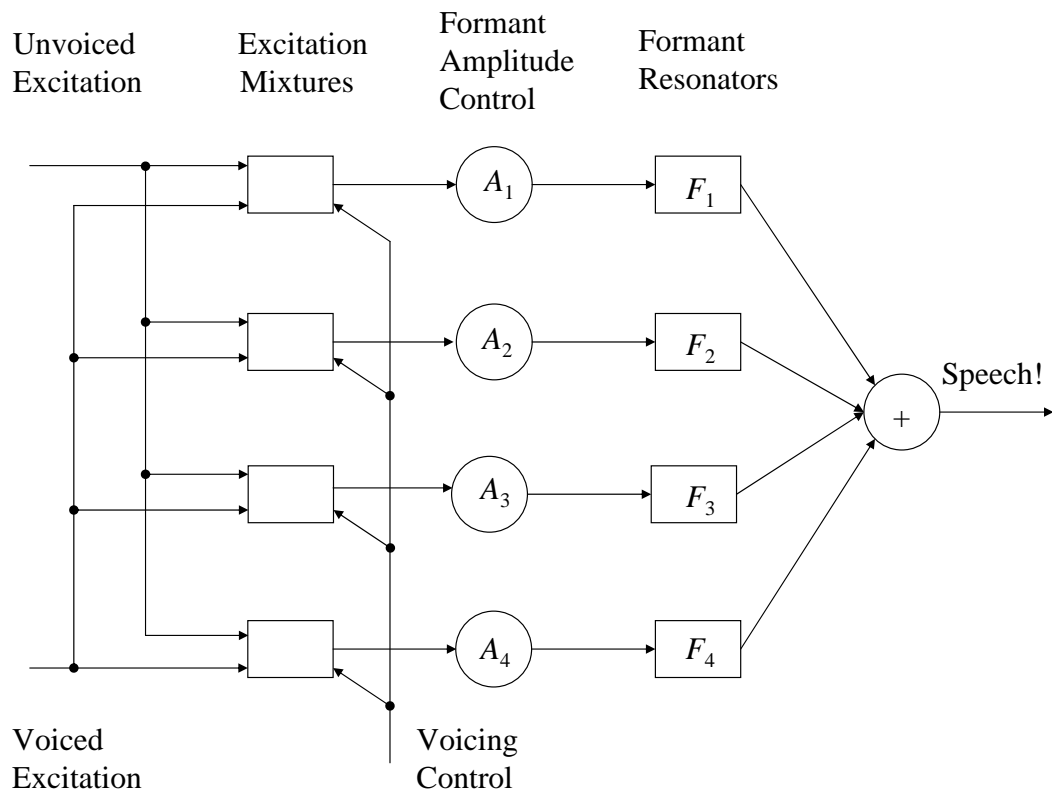 Unvoiced
Excitation
Excitation
Mixtures
Formant
Amplitude
Control
Formant
Resonators
A1
F1
A2
F2
Speech!
+
A3
F3
A4
F4
Voiced
Excitation
Voicing
Control